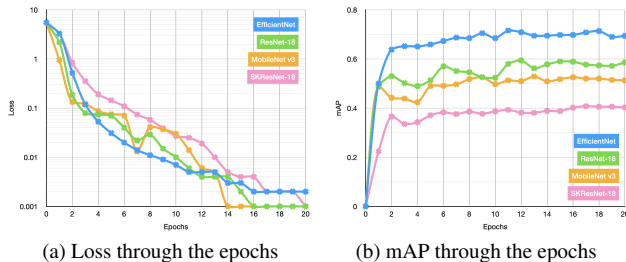 10
EfficientNet
ResNet-18
MobileNet v3
SKResNet-18
1
0.1
0.01
0.001
Loss
0 2 4 6 8 10 12 14 16 18 20
Epochs
(a) Loss through the epochs
0.8
0.6
0.4
0.2
0
mAP
EfficientNet
ResNet-18
MobileNet v3
SKResNet-18
0 2 4 6 8 10 12 14 16 18 20
Epochs
(b) mAP through the epochs